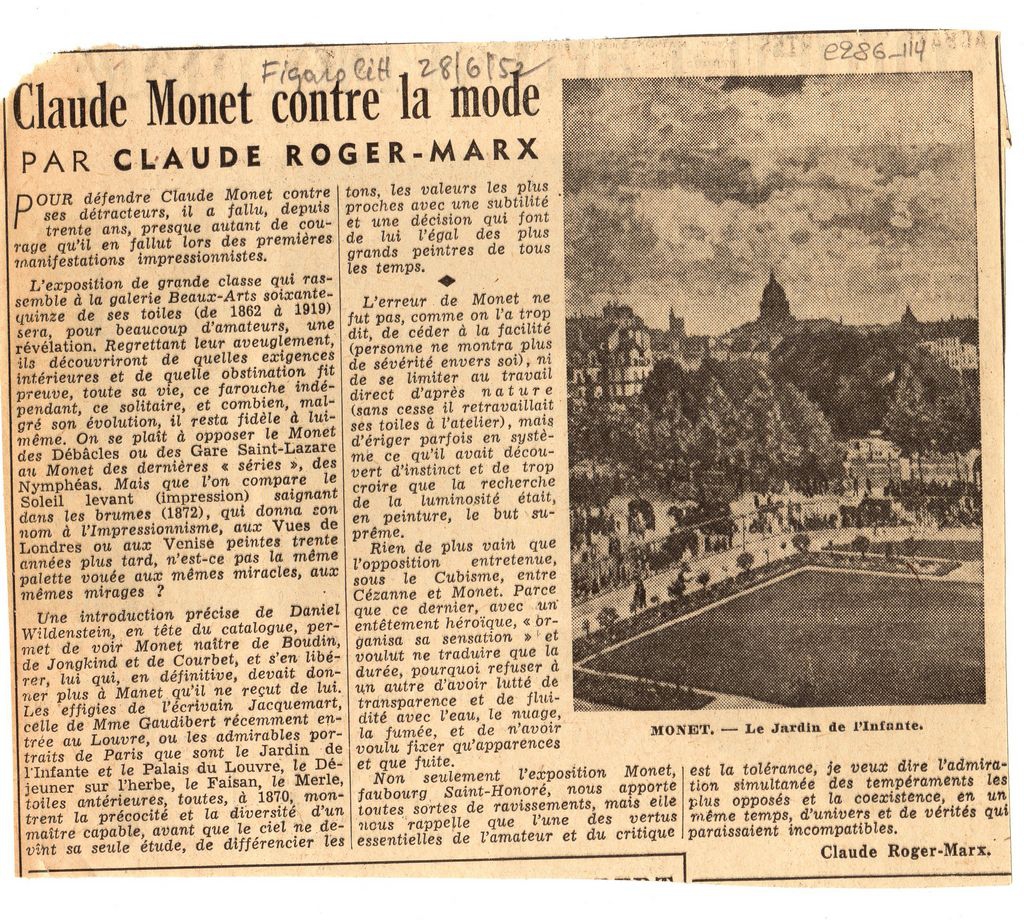 Figaro Litt 28/6/52
e286_114
Claude Monet contre la mode
PAR CLAUDE ROGER-MARX
POUR défendre Claude Monet contre
ses détracteurs, il a fallu, depuis
trente ans, presque autant de cou-
rage qu'il en fallut lors des premières
manifestations impressionnistes.
L'exposition de grande classe qui ras-
semble à la galerie Beaux-Arts soixante-
quinze de ses toiles (de 1862 à 1919)
sera, pour beaucoup d'amateurs, une
révélation. Regrettant leur aveuglement,
ils découvriront de quelles exigences
intérieures et de quelle obstination fit
preuve, toute sa vie, ce farouche indé-
pendant, ce solitaire, et combien, mal-
gré son évolution, il resta fidèle à lui-
même. On se plaît à opposer le Monet
des Débâcles ou des Gare Saint-Lazare
au Monet des dernières « séries », des
Nymphéas. Mais que l'on compare le
Soleil levant (impression) saignant
dans les brumes (1872), qui donna son
nom à l'Impressionnisme, aux Vues de
Londres ou aux Venise peintes trente
années plus tard, n'est-ce pas la même
palette vouée aux mêmes miracles, aux
mêmes mirages ?
Une introduction précise de Daniel
Wildenstein, en tête du catalogue, per-
met de voir Monet naître de Boudin,
de Jongkind et de Courbet, et s'en libé-
rer, lui qui, en définitive, devait don-
ner plus à Manet qu'il ne reçut de lui.
Les effigies de l'écrivain Jacquemart,
celle de Mme Gaudibert récemment en-
trée au Louvre, ou les admirables por-
traits de Paris que sont le Jardin de
l'Infante et le Palais du Louvre, le Dé-
jeuner sur l'herbe, le Faisan, le Merle,
toiles antérieures, toutes, à 1870, mon-
trent la précocité et la diversité d'un
maître capable, avant que le ciel ne de-
vînt sa seule étude, de différencier les
tons, les valeurs les plus
proches avec une subtilité
et une décision qui font
de lui l'égal des plus
grands peintres de tous
les temps.
L'erreur de Monet ne
fut pas, comme on l'a trop
dit, de céder à la facilité
(personne ne montra plus
de sévérité envers soi), ni
de se limiter au travail
direct d'après nature
(sans cesse il retravaillait
ses toiles à l'atelier), mais
d'ériger parfois en systè-
me ce qu'il avait décou-
vert d'instinct et de trop
croire que la recherche
de la luminosité était,
en peinture, le but su-
prême.
Rien de plus vain que
l'opposition entretenue,
sous le Cubisme, entre
Cézanne et Monet. Parce
que ce dernier, avec un
entêtement héroïque, « or-
ganisa sa sensation » et
voulut ne traduire que la
durée, pourquoi refuser à
un autre d'avoir lutté de
transparence et de flui-
dité avec l'eau, le nuage,
la fumée, et de n'avoir
voulu fixer qu'apparences
et que fuite.
Non seulement l'exposition Monet,
faubourg Saint-Honoré, nous apporte
toutes sortes de ravissements, mais elle
nous rappelle que l'une des vertus
essentielles de l'amateur et du critique
MONET. — Le Jardin de l'Infante.
est la tolérance, je veux dire l'admira-
tion simultanée des tempéraments les
plus opposés et la coexistence, en un
même temps, d'univers et de vérités qui
paraissaient incompatibles.
Claude Roger-Marx.